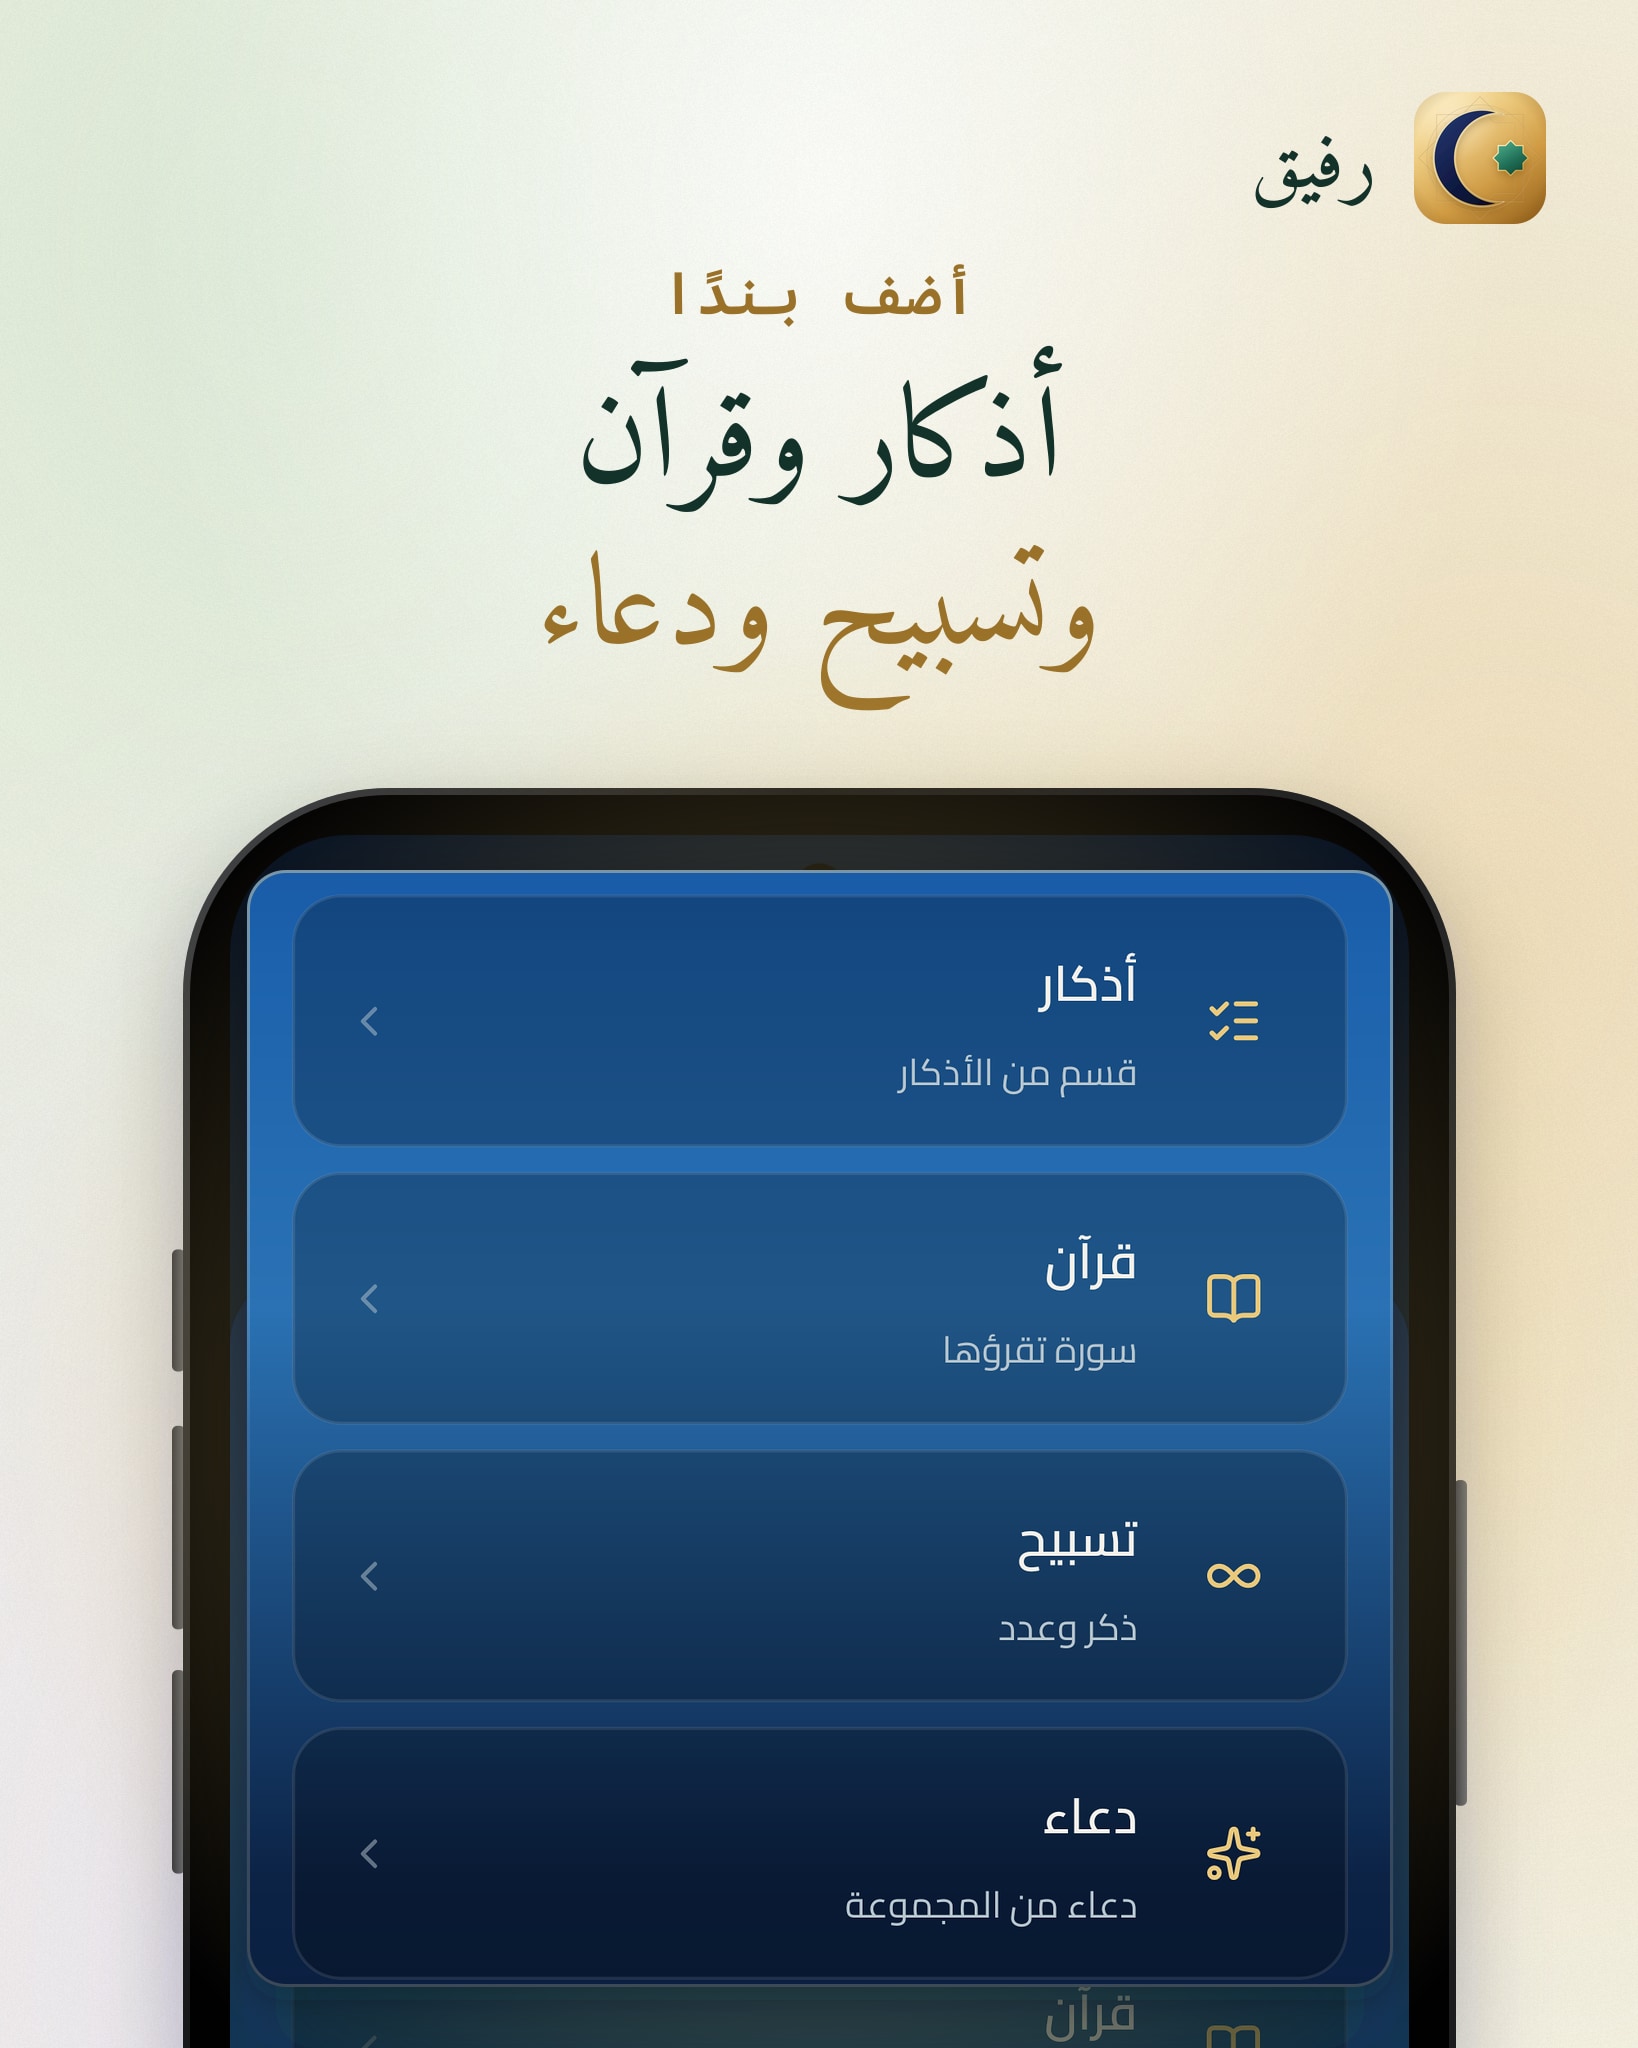 رفيق
أضف بندًا
أذكار وقرآن
وتسبيح ودعاء
أذكار
قسم من الأذكار
قرآن
سورة تقرؤها
تسبيح
ذكر وعدد
دعاء
دعاء من المجموعة
قرآن